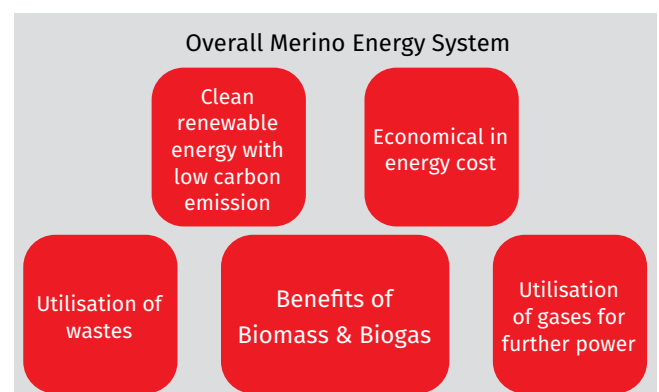 Overall Merino Energy System
Clean
renewable
energy with
low carbon
emission
Economical in
energy cost
Utilisation of
wastes
Benefits of
Biomass & Biogas
Utilisation
of gases for
further power